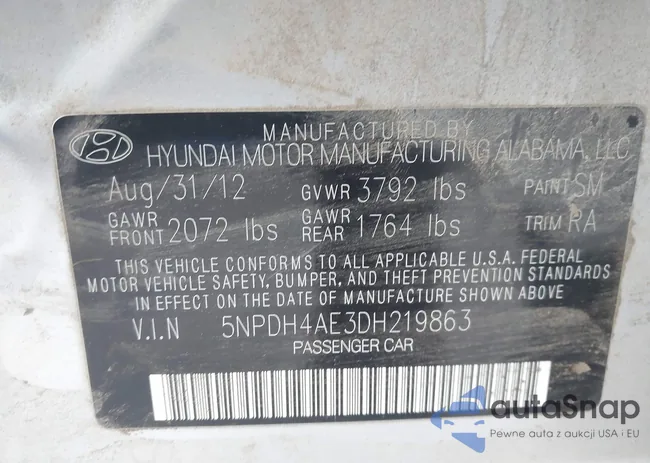 MANUFACTURED BY
HYUNDAI MOTOR MANUFACTURING ALABAMA, LLC
Aug/31/12 GVWR 3792 lbs PAINT SM
GAWR FRONT 2072 lbs GAWR REAR 1764 lbs TRIM RA
THIS VEHICLE CONFORMS TO ALL APPLICABLE U.S.A. FEDERAL
MOTOR VEHICLE SAFETY, BUMPER, AND THEFT PREVENTION STANDARDS
IN EFFECT ON THE DATE OF MANUFACTURE SHOWN ABOVE
V.I.N 5NPDH4AE3DH219863
PASSENGER CAR
autaSnap
Pewne auta z aukcji USA i EU